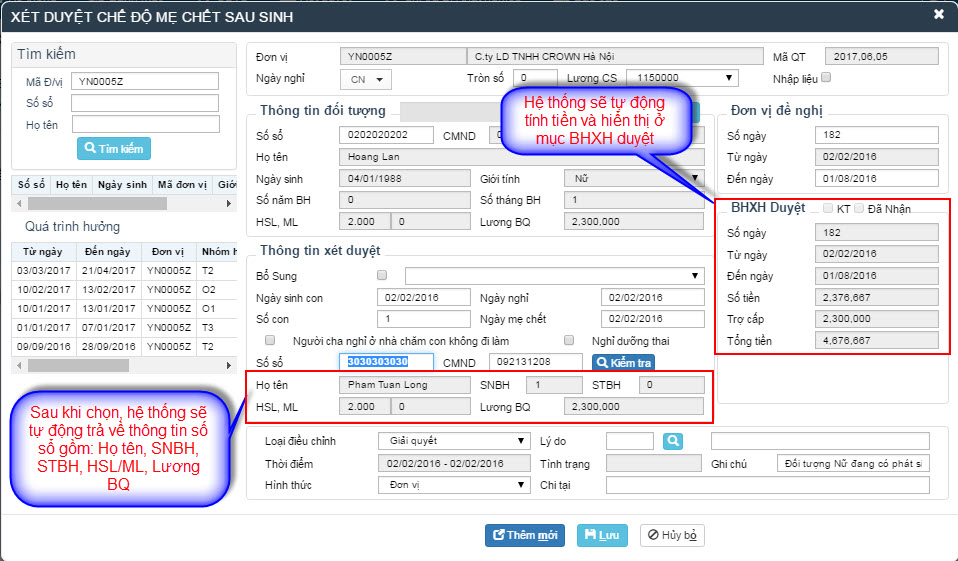 XÉT DUYỆT CHẾ ĐỘ MẸ CHẾT SAU SINH
Tìm kiếm
Mã Đ/vị YN0005Z
Số sổ
Họ tên
Tìm kiếm
Số sổ Họ tên Ngày sinh Mã đơn vị Giới
Quá trình hưởng
Từ ngày Đến ngày Đơn vị Nhóm h
03/03/2017 21/04/2017 YN0005Z T2
10/02/2017 13/02/2017 YN0005Z O2
10/01/2017 13/01/2017 YN0005Z O1
01/01/2017 07/01/2017 YN0005Z T3
09/09/2016 28/09/2016 YN0005Z T2
Sau khi chọn, hệ thống sẽ
tự động trả về thông tin số
sổ gồm: Họ tên, SNBH,
STBH, HSL/ML, Lương
BQ
Đơn vị YN0005Z C.ty LD TNHH CROWN Hà Nội Mã QT 2017,06,05
Ngày nghỉ CN Tròn số 0 Lương CS 1150000 Nhập liệu
Thông tin đối tượng
Hệ thống sẽ tự động
tính tiền và hiển thị ở
mục BHXH duyệt
Số sổ 0202020202 CMND
Họ tên Hoang Lan
Ngày sinh 04/01/1988 Giới tính Nữ
Số năm BH 0 Số tháng BH 1
HSL, ML 2.000 0 Lương BQ 2,300,000
Thông tin xét duyệt
Bổ Sung
Ngày sinh con 02/02/2016 Ngày nghỉ 02/02/2016
Số con 1 Ngày mẹ chết 02/02/2016
Người cha nghỉ ở nhà chăm con không đi làm Nghỉ dưỡng thai
Số sổ 3030303030 CMND 092131208 Kiểm tra
Họ tên Pham Tuan Long SNBH 1 STBH 0
HSL, ML 2.000 0 Lương BQ 2,300,000
Đơn vị đề nghị
Số ngày 182
Từ ngày 02/02/2016
Đến ngày 01/08/2016
BHXH Duyệt KT Đã Nhận
Số ngày 182
Từ ngày 02/02/2016
Đến ngày 01/08/2016
Số tiền 2,376,667
Trợ cấp 2,300,000
Tổng tiền 4,676,667
Loại điều chỉnh Giải quyết Lý do
Thời điểm 02/02/2016 - 02/02/2016 Tình trạng Ghi chú Đối tượng Nữ đang có phát si
Hình thức Đơn vị Chi tại
Thêm mới Lưu Hủy bỏ